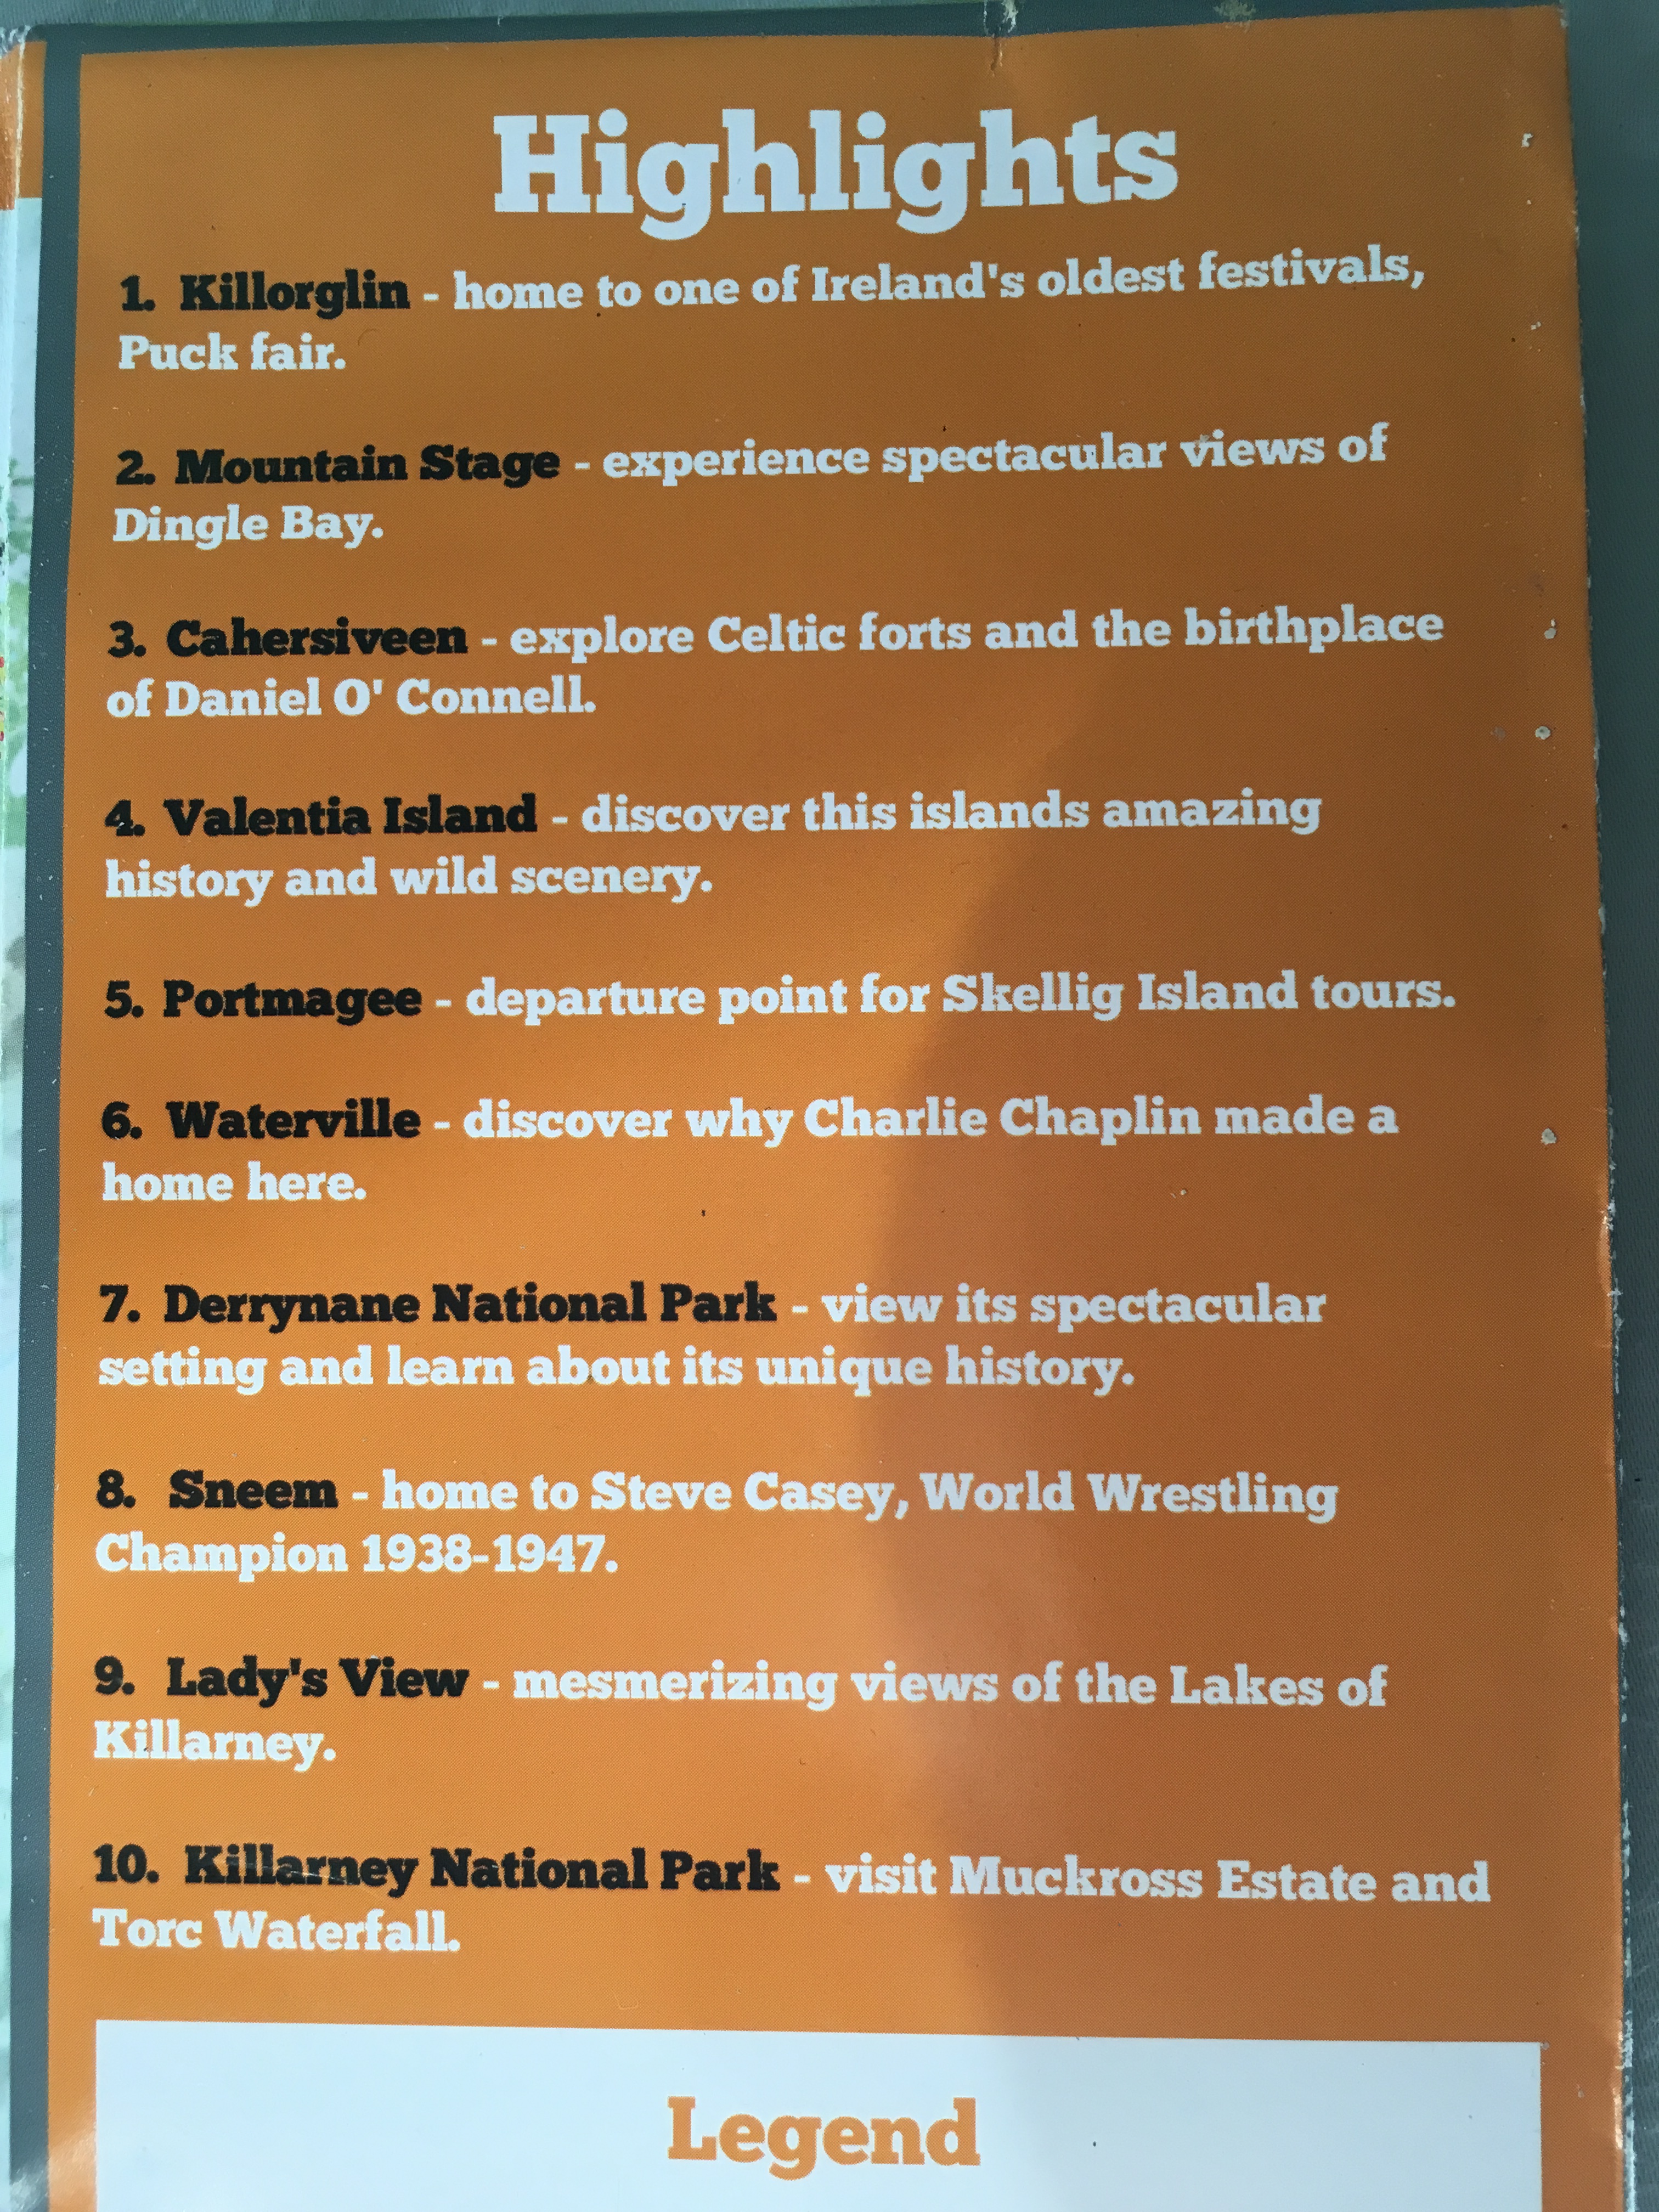 Highlights
1. Killorglin - home to one of Ireland's oldest festivals,
Puck fair.
2. Mountain Stage - experience spectacular views of
Dingle Bay.
3. Cahersiveen - explore Celtic forts and the birthplace
of Daniel O' Connell.
4. Valentia Island - discover this islands amazing
history and wild scenery.
5. Portmagee - departure point for Skellig Island tours.
6. Waterville - discover why Charlie Chaplin made a
home here.
7. Derrynane National Park - view its spectacular
setting and learn about its unique history.
8. Sneem - home to Steve Casey, World Wrestling
Champion 1938-1947.
9. Lady's View - mesmerizing views of the Lakes of
Killarney.
10. Killarney National Park - visit Muckross Estate and
Torc Waterfall.
Legend